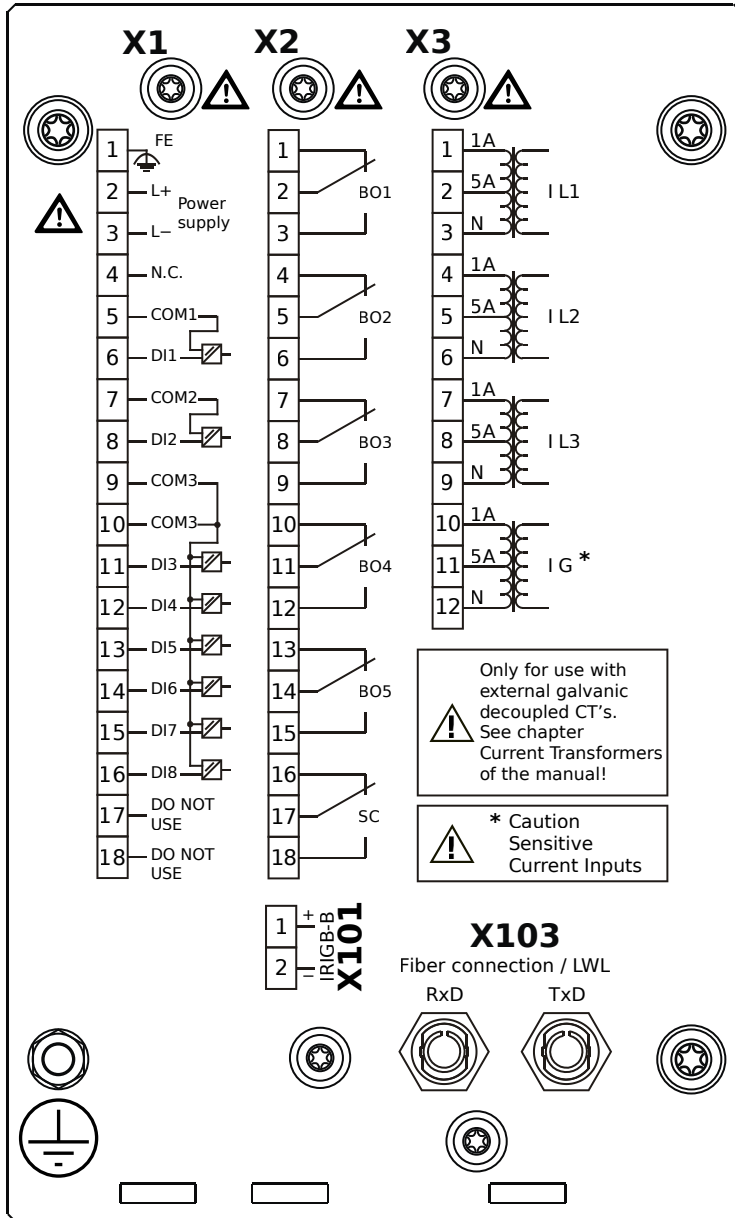 X1
X2
X3
1 FE
2 L+
Power
supply
3 L−
4 N.C.
5 COM1
6 DI1
7 COM2
8 DI2
9 COM3
10 COM3
11 DI3
12 DI4
13 DI5
14 DI6
15 DI7
16 DI8
17 DO NOT
USE
18 DO NOT
USE
1
2 BO1
3
4
5 BO2
6
7
8 BO3
9
10
11 BO4
12
13
14 BO5
15
16
17 SC
18
1 1A
2 5A I L1
3 N
4 1A
5 5A I L2
6 N
7 1A
8 5A I L3
9 N
10 1A
11 5A I G *
12 N
Only for use with
external galvanic
decoupled CT’s.
See chapter
Current Transformers
of the manual!
* Caution
Sensitive
Current Inputs
1 +
2 −
IRIGB-B
X101
X103
Fiber connection / LWL
RxD TxD